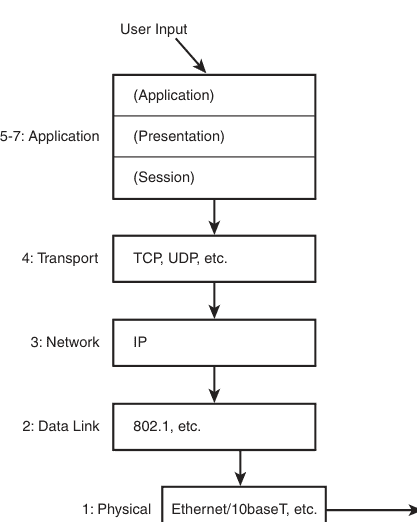 User Input
(Application)
5-7: Application
(Presentation)
(Session)
4: Transport
TCP, UDP, etc.
3: Network
IP
2: Data Link
802.1, etc.
1: Physical
Ethernet/10baseT, etc.